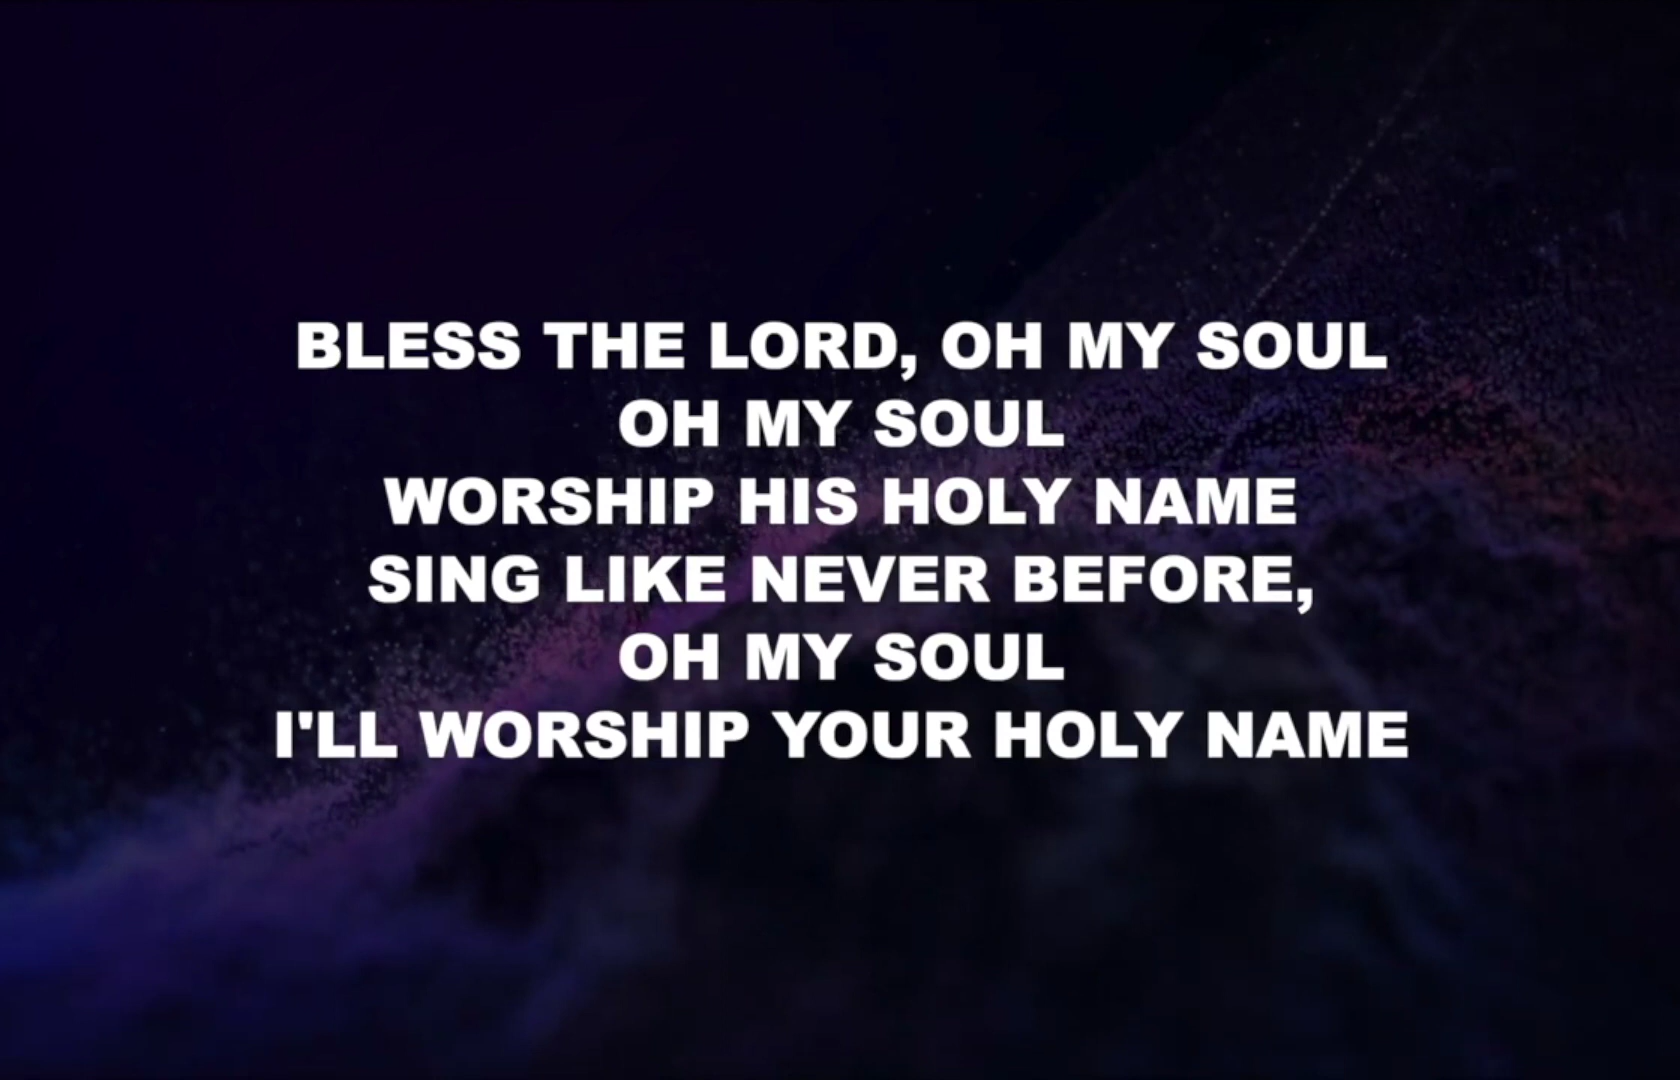 BLESS THE LORD, OH MY SOUL
OH MY SOUL
WORSHIP HIS HOLY NAME
SING LIKE NEVER BEFORE,
OH MY SOUL
I'LL WORSHIP YOUR HOLY NAME